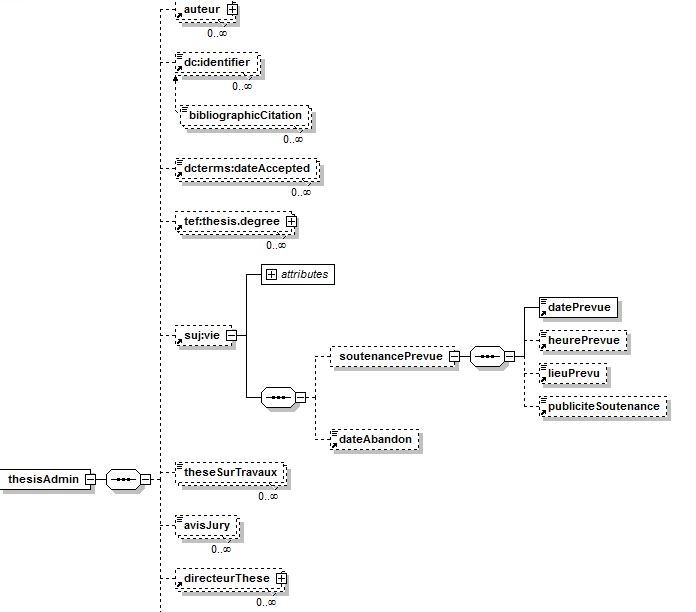 auteur
0..∞
dc:identifier
0..∞
bibliographicCitation
0..∞
dcterms:dateAccepted
0..∞
tef:thesis.degree
0..∞
attributes
suj:vie
soutenancePrevue
datePrevue
heurePrevue
lieuPrevu
publiciteSoutenance
dateAbandon
thesisAdmin
theseSurTravaux
0..∞
avisJury
0..∞
directeurThese
0..∞